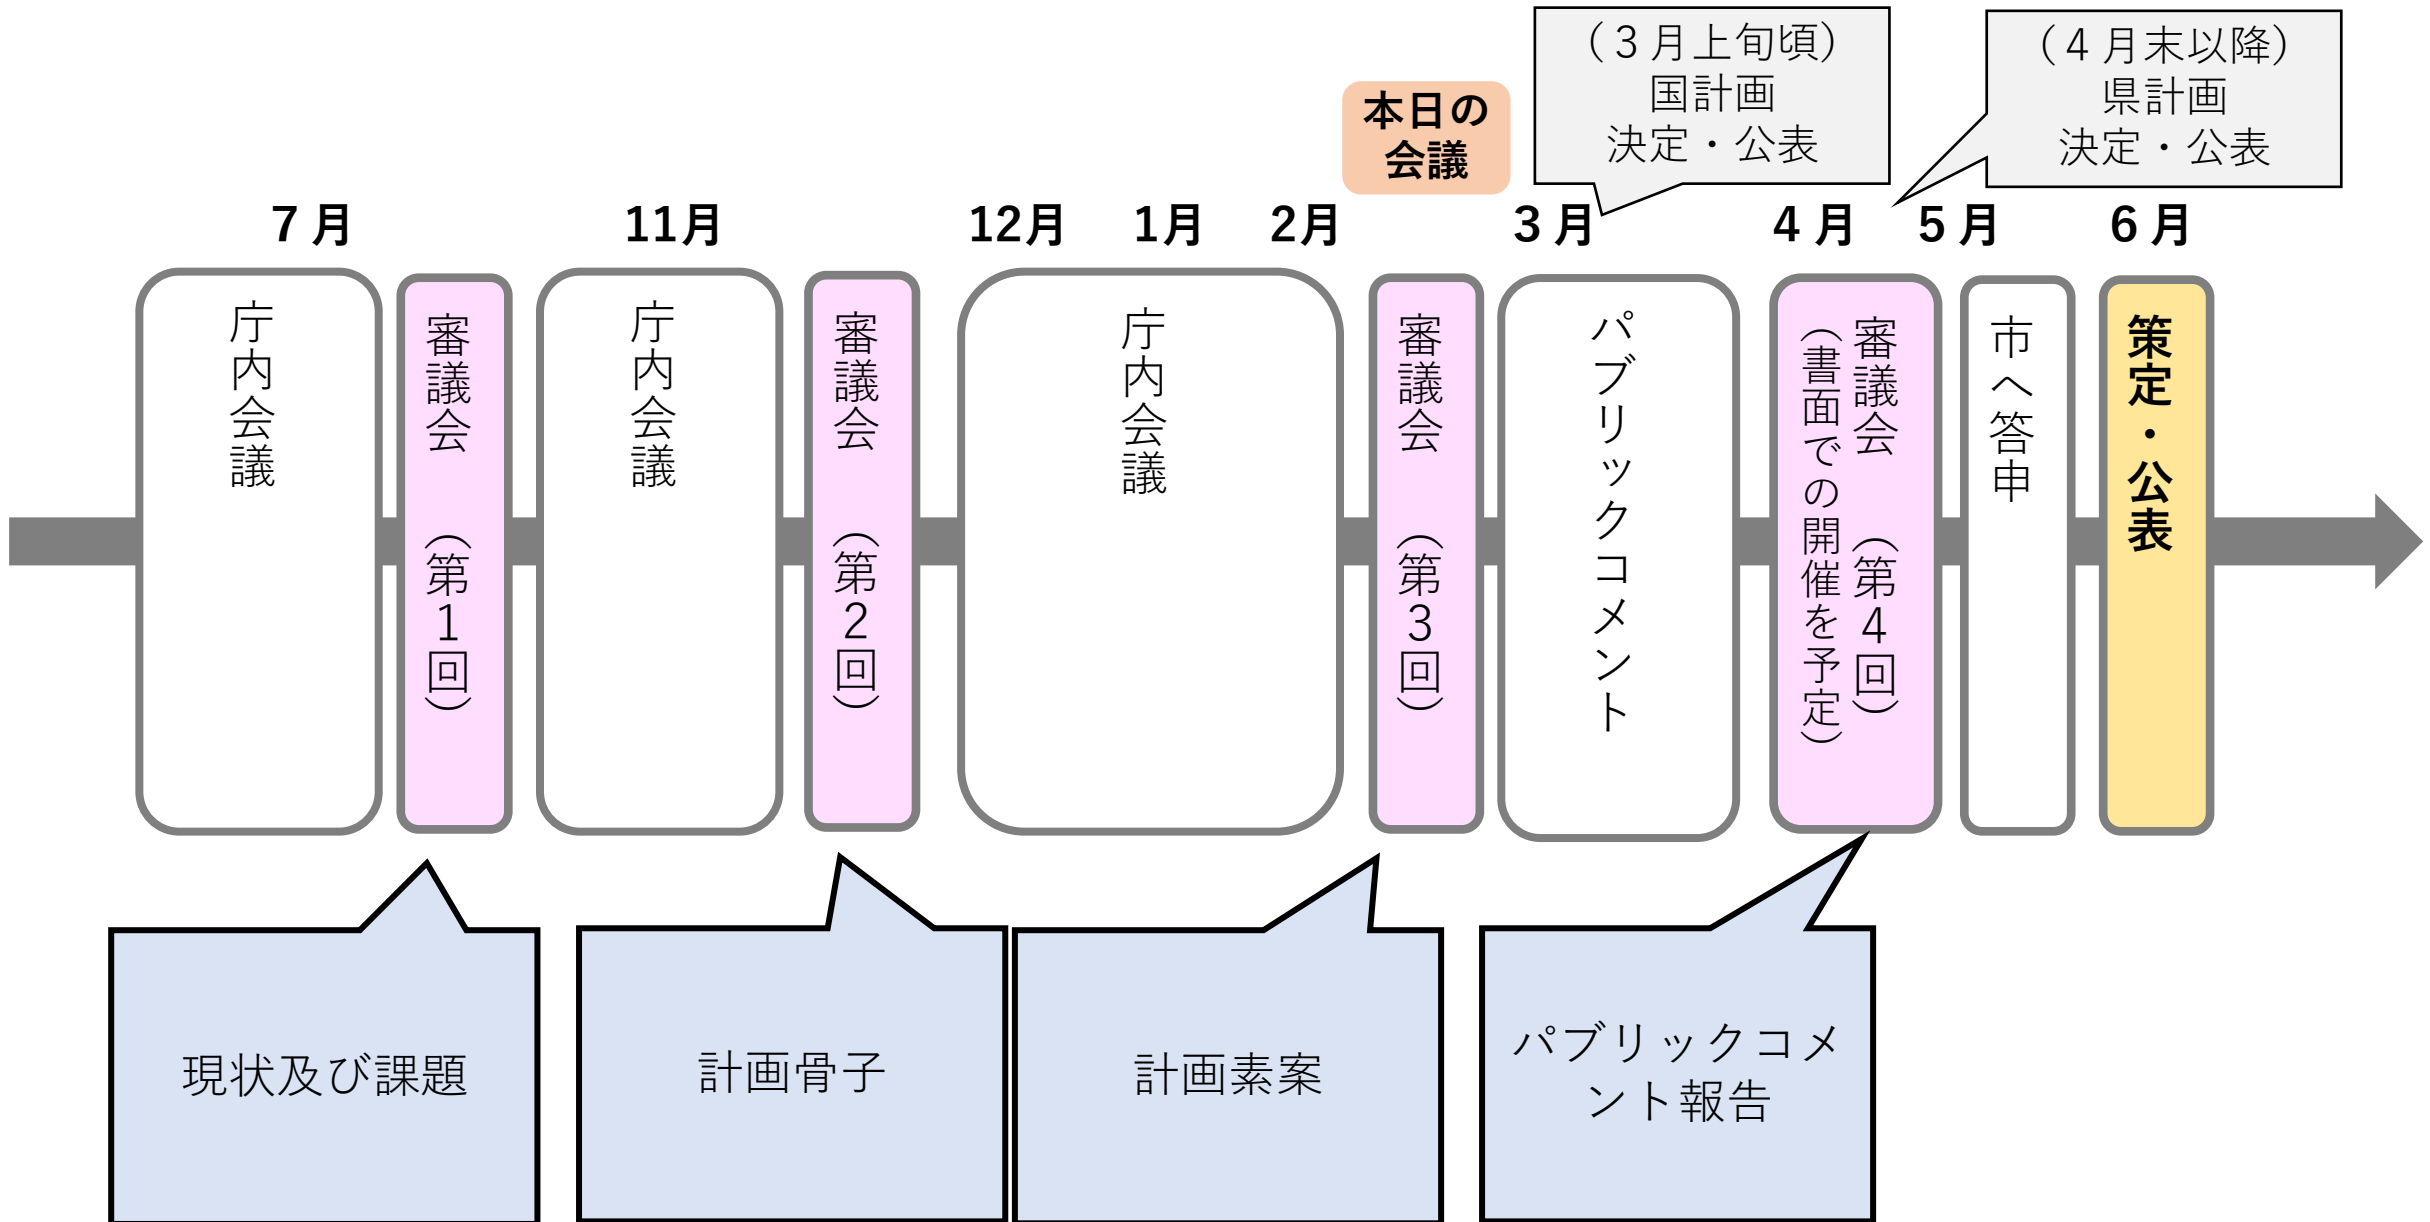 （３月上旬頃）
国計画
決定・公表
（４月末以降）
県計画
決定・公表
本日の
会議
７月
11月
12月
1月
2月
３月
４月
５月
６月
庁内会議
審議会　（第１回）
庁内会議
審議会　（第２回）
庁内会議
審議会　（第３回）
パブリックコメント
審議会　（第４回）
（書面での開催を予定）
市へ答申
策定・公表
現状及び課題
計画骨子
計画素案
パブリックコメ
ント報告